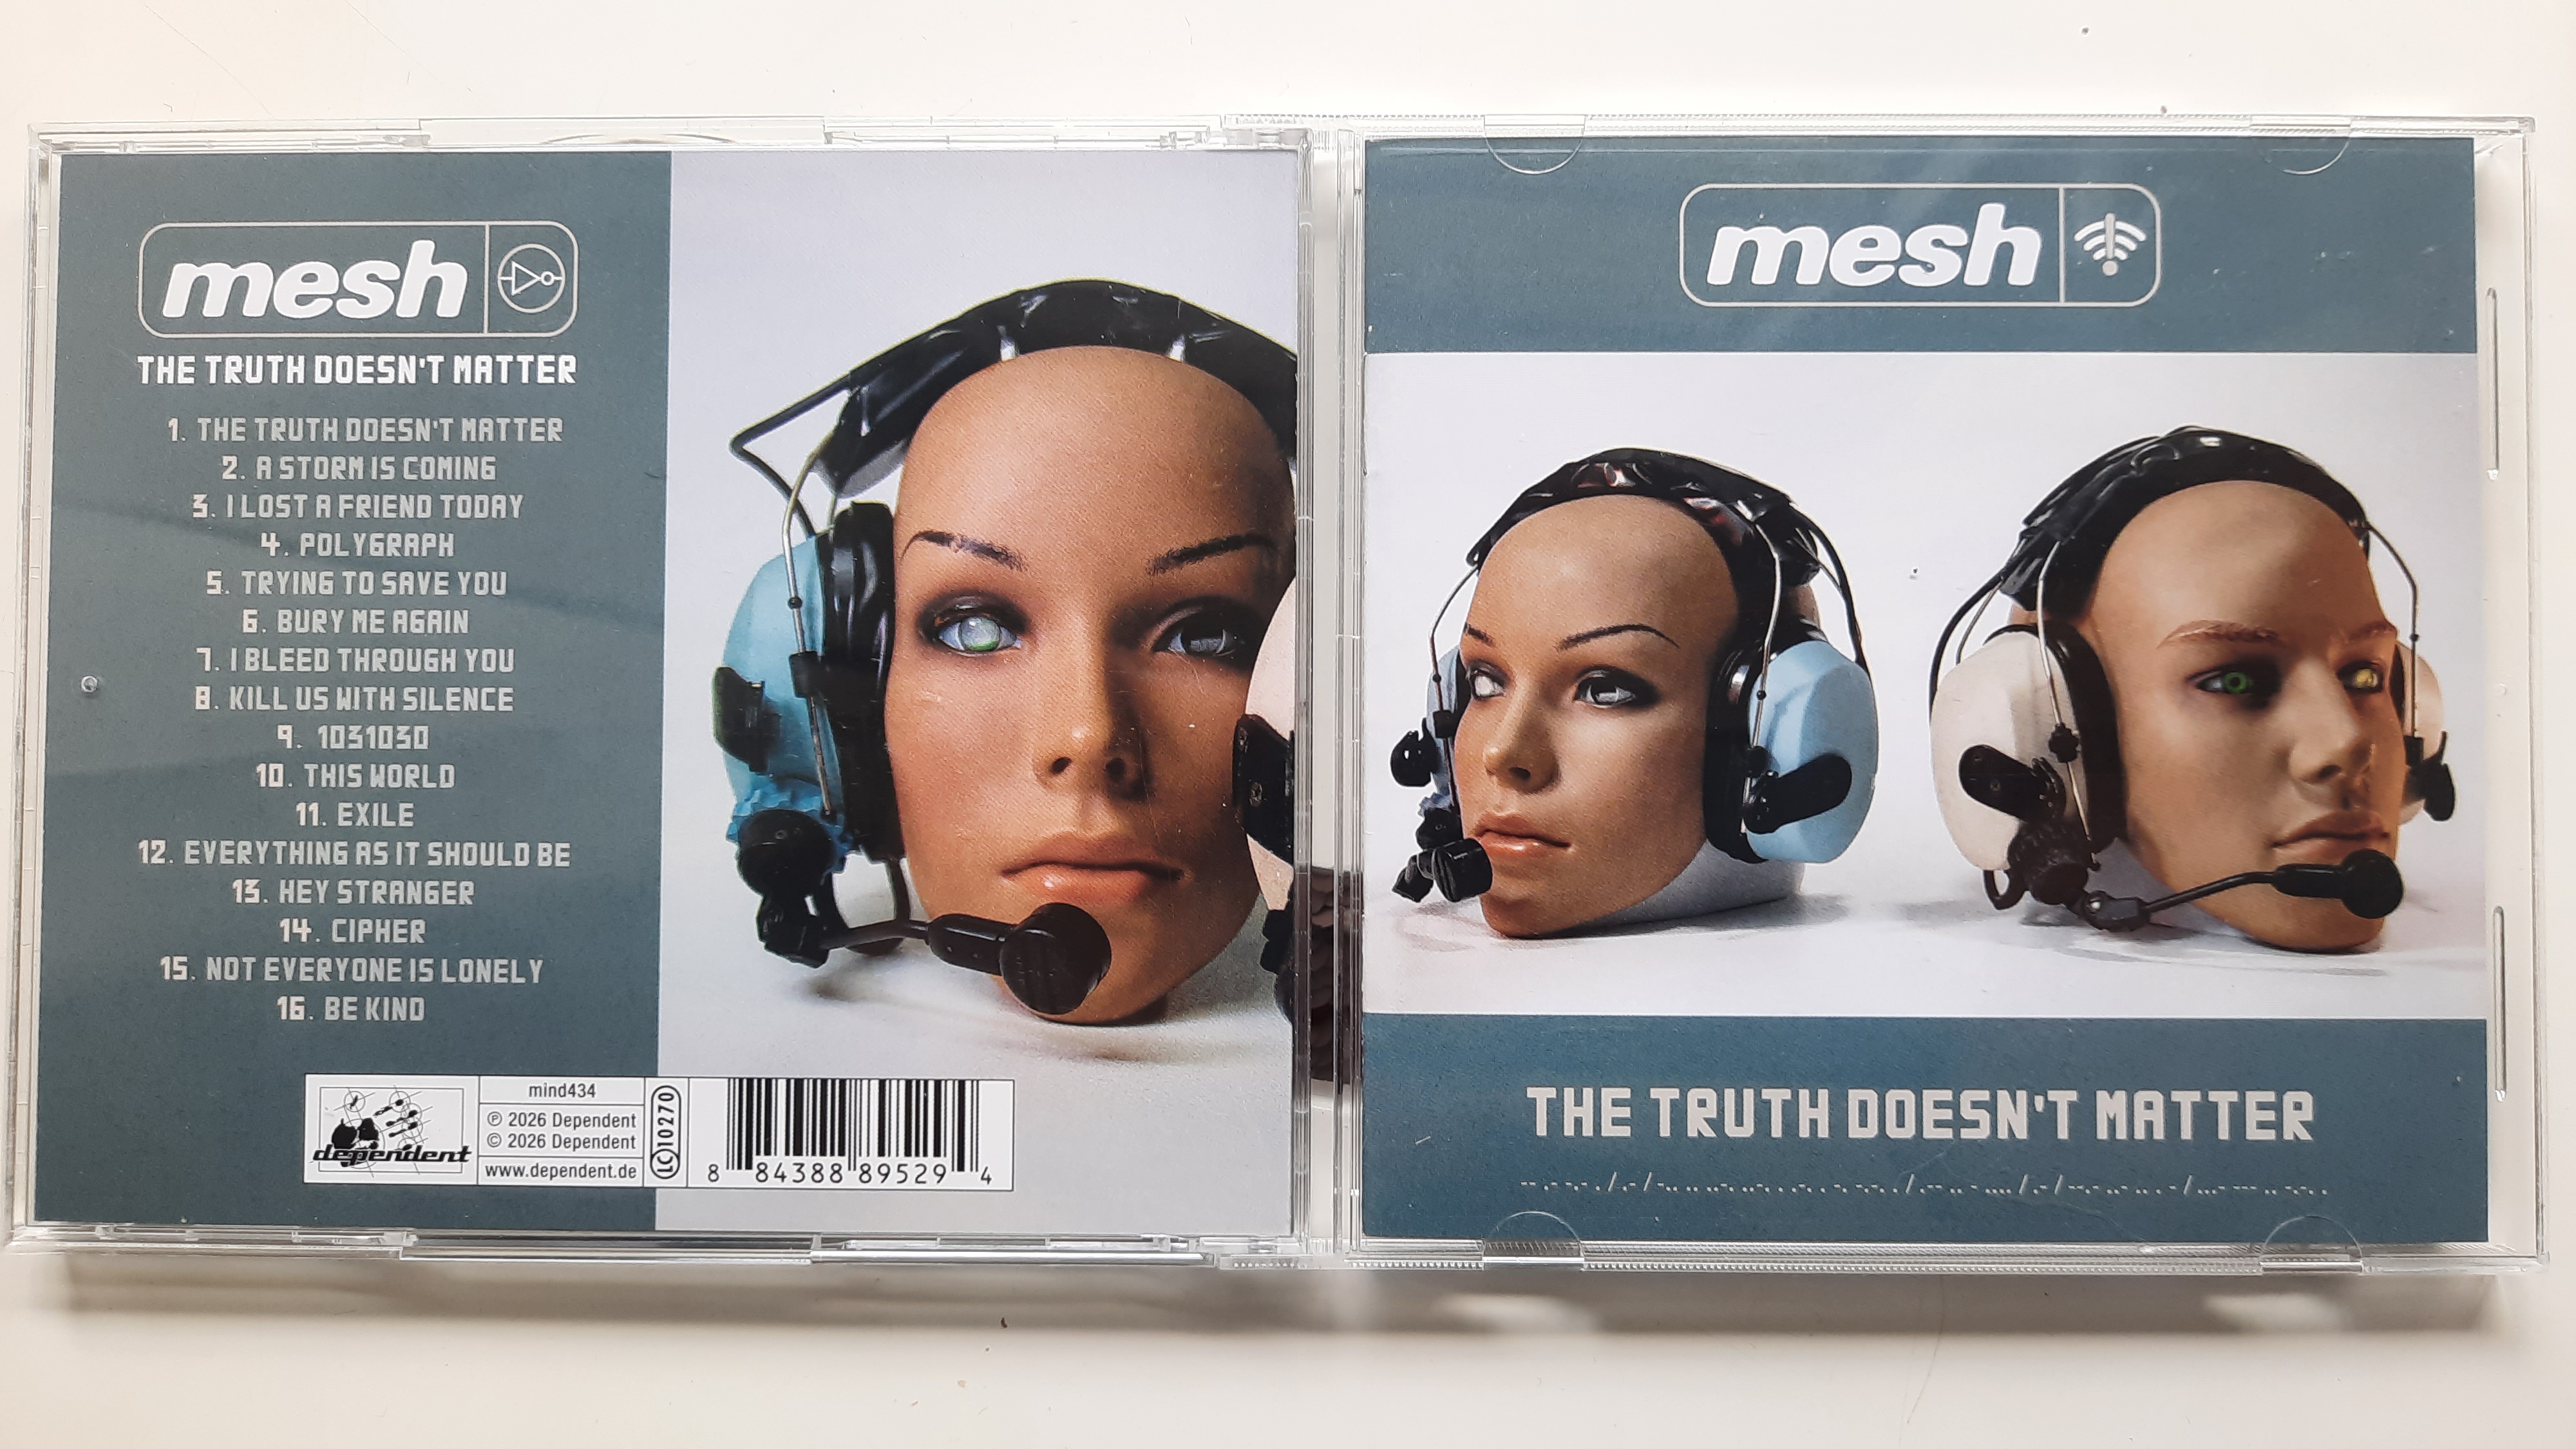 mesh
THE TRUTH DOESN'T MATTER
1. THE TRUTH DOESN'T MATTER
2. A STORM IS COMING
3. I LOST A FRIEND TODAY
4. POLYGRAPH
5. TRYING TO SAVE YOU
6. BURY ME AGAIN
7. I BLEED THROUGH YOU
8. KILL US WITH SILENCE
9. 1031030
10. THIS WORLD
11. EXILE
12. EVERYTHING AS IT SHOULD BE
13. HEY STRANGER
14. CIPHER
15. NOT EVERYONE IS LONELY
16. BE KIND
dependent
mind434
℗ 2026 Dependent
© 2026 Dependent
www.dependent.de
LC 10270
8 84388 89529 4
mesh
THE TRUTH DOESN'T MATTER